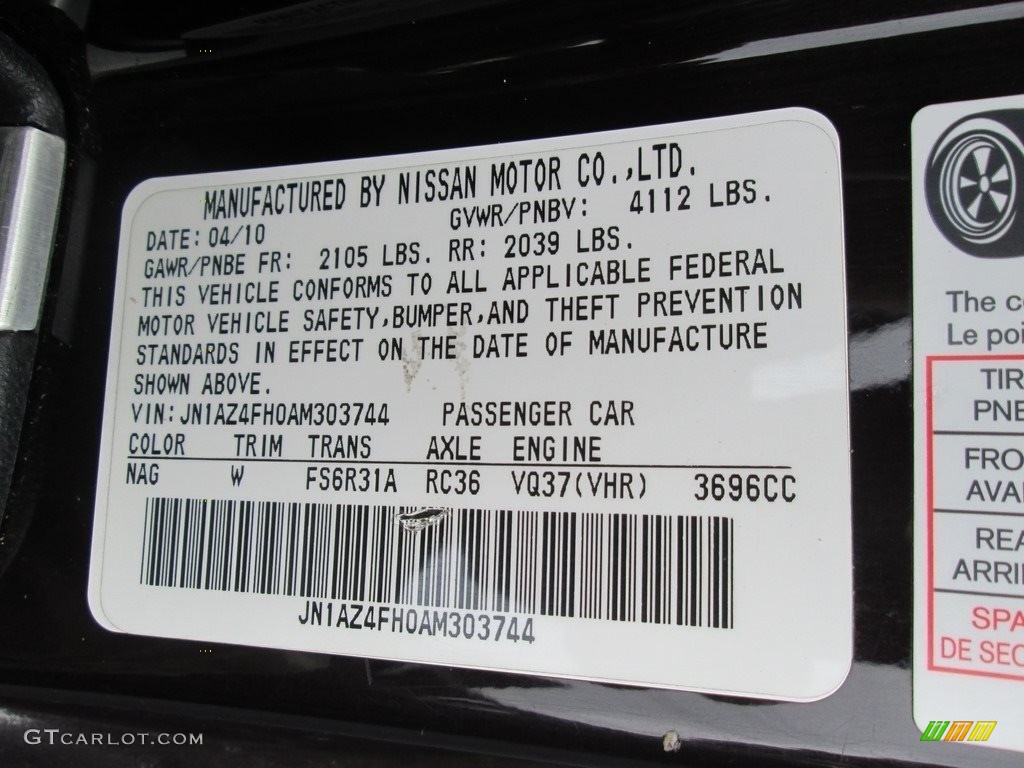 MANUFACTURED BY NISSAN MOTOR CO.,LTD.
DATE: 04/10 GVWR/PNBV: 4112 LBS.
GAWR/PNBE FR: 2105 LBS. RR: 2039 LBS.
THIS VEHICLE CONFORMS TO ALL APPLICABLE FEDERAL
MOTOR VEHICLE SAFETY,BUMPER,AND THEFT PREVENTION
STANDARDS IN EFFECT ON THE DATE OF MANUFACTURE
SHOWN ABOVE.
VIN:JN1AZ4FH0AM303744 PASSENGER CAR
COLOR TRIM TRANS AXLE ENGINE
NAG W FS6R31A RC36 VQ37(VHR) 3696CC
JN1AZ4FH0AM303744
The co
Le poi
TIR
PNE
FRO
AVA
REA
ARRI
SPA
DE SEC
GTCARLOT.COM